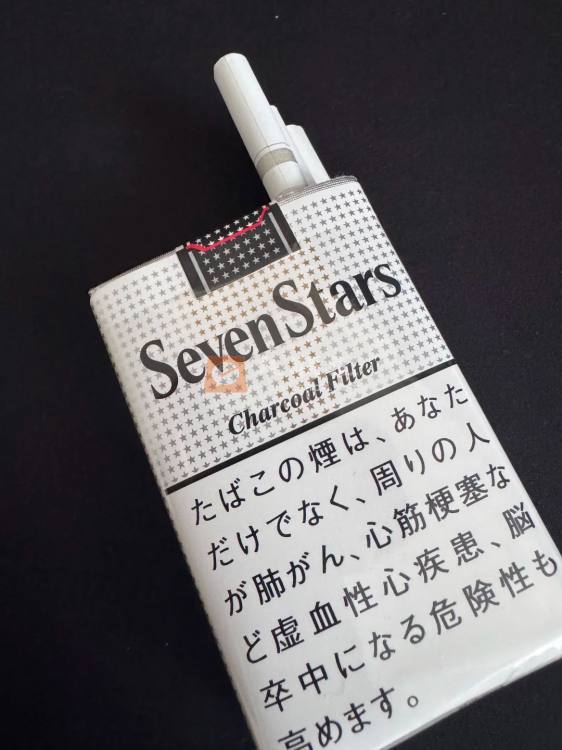 SevenStars
Charcoal Filter
たばこの煙は、あなた
だけでなく、周りの人
が肺がん、心筋梗塞な
ど虚血性心疾患、脳
卒中になる危険性も
高めます。